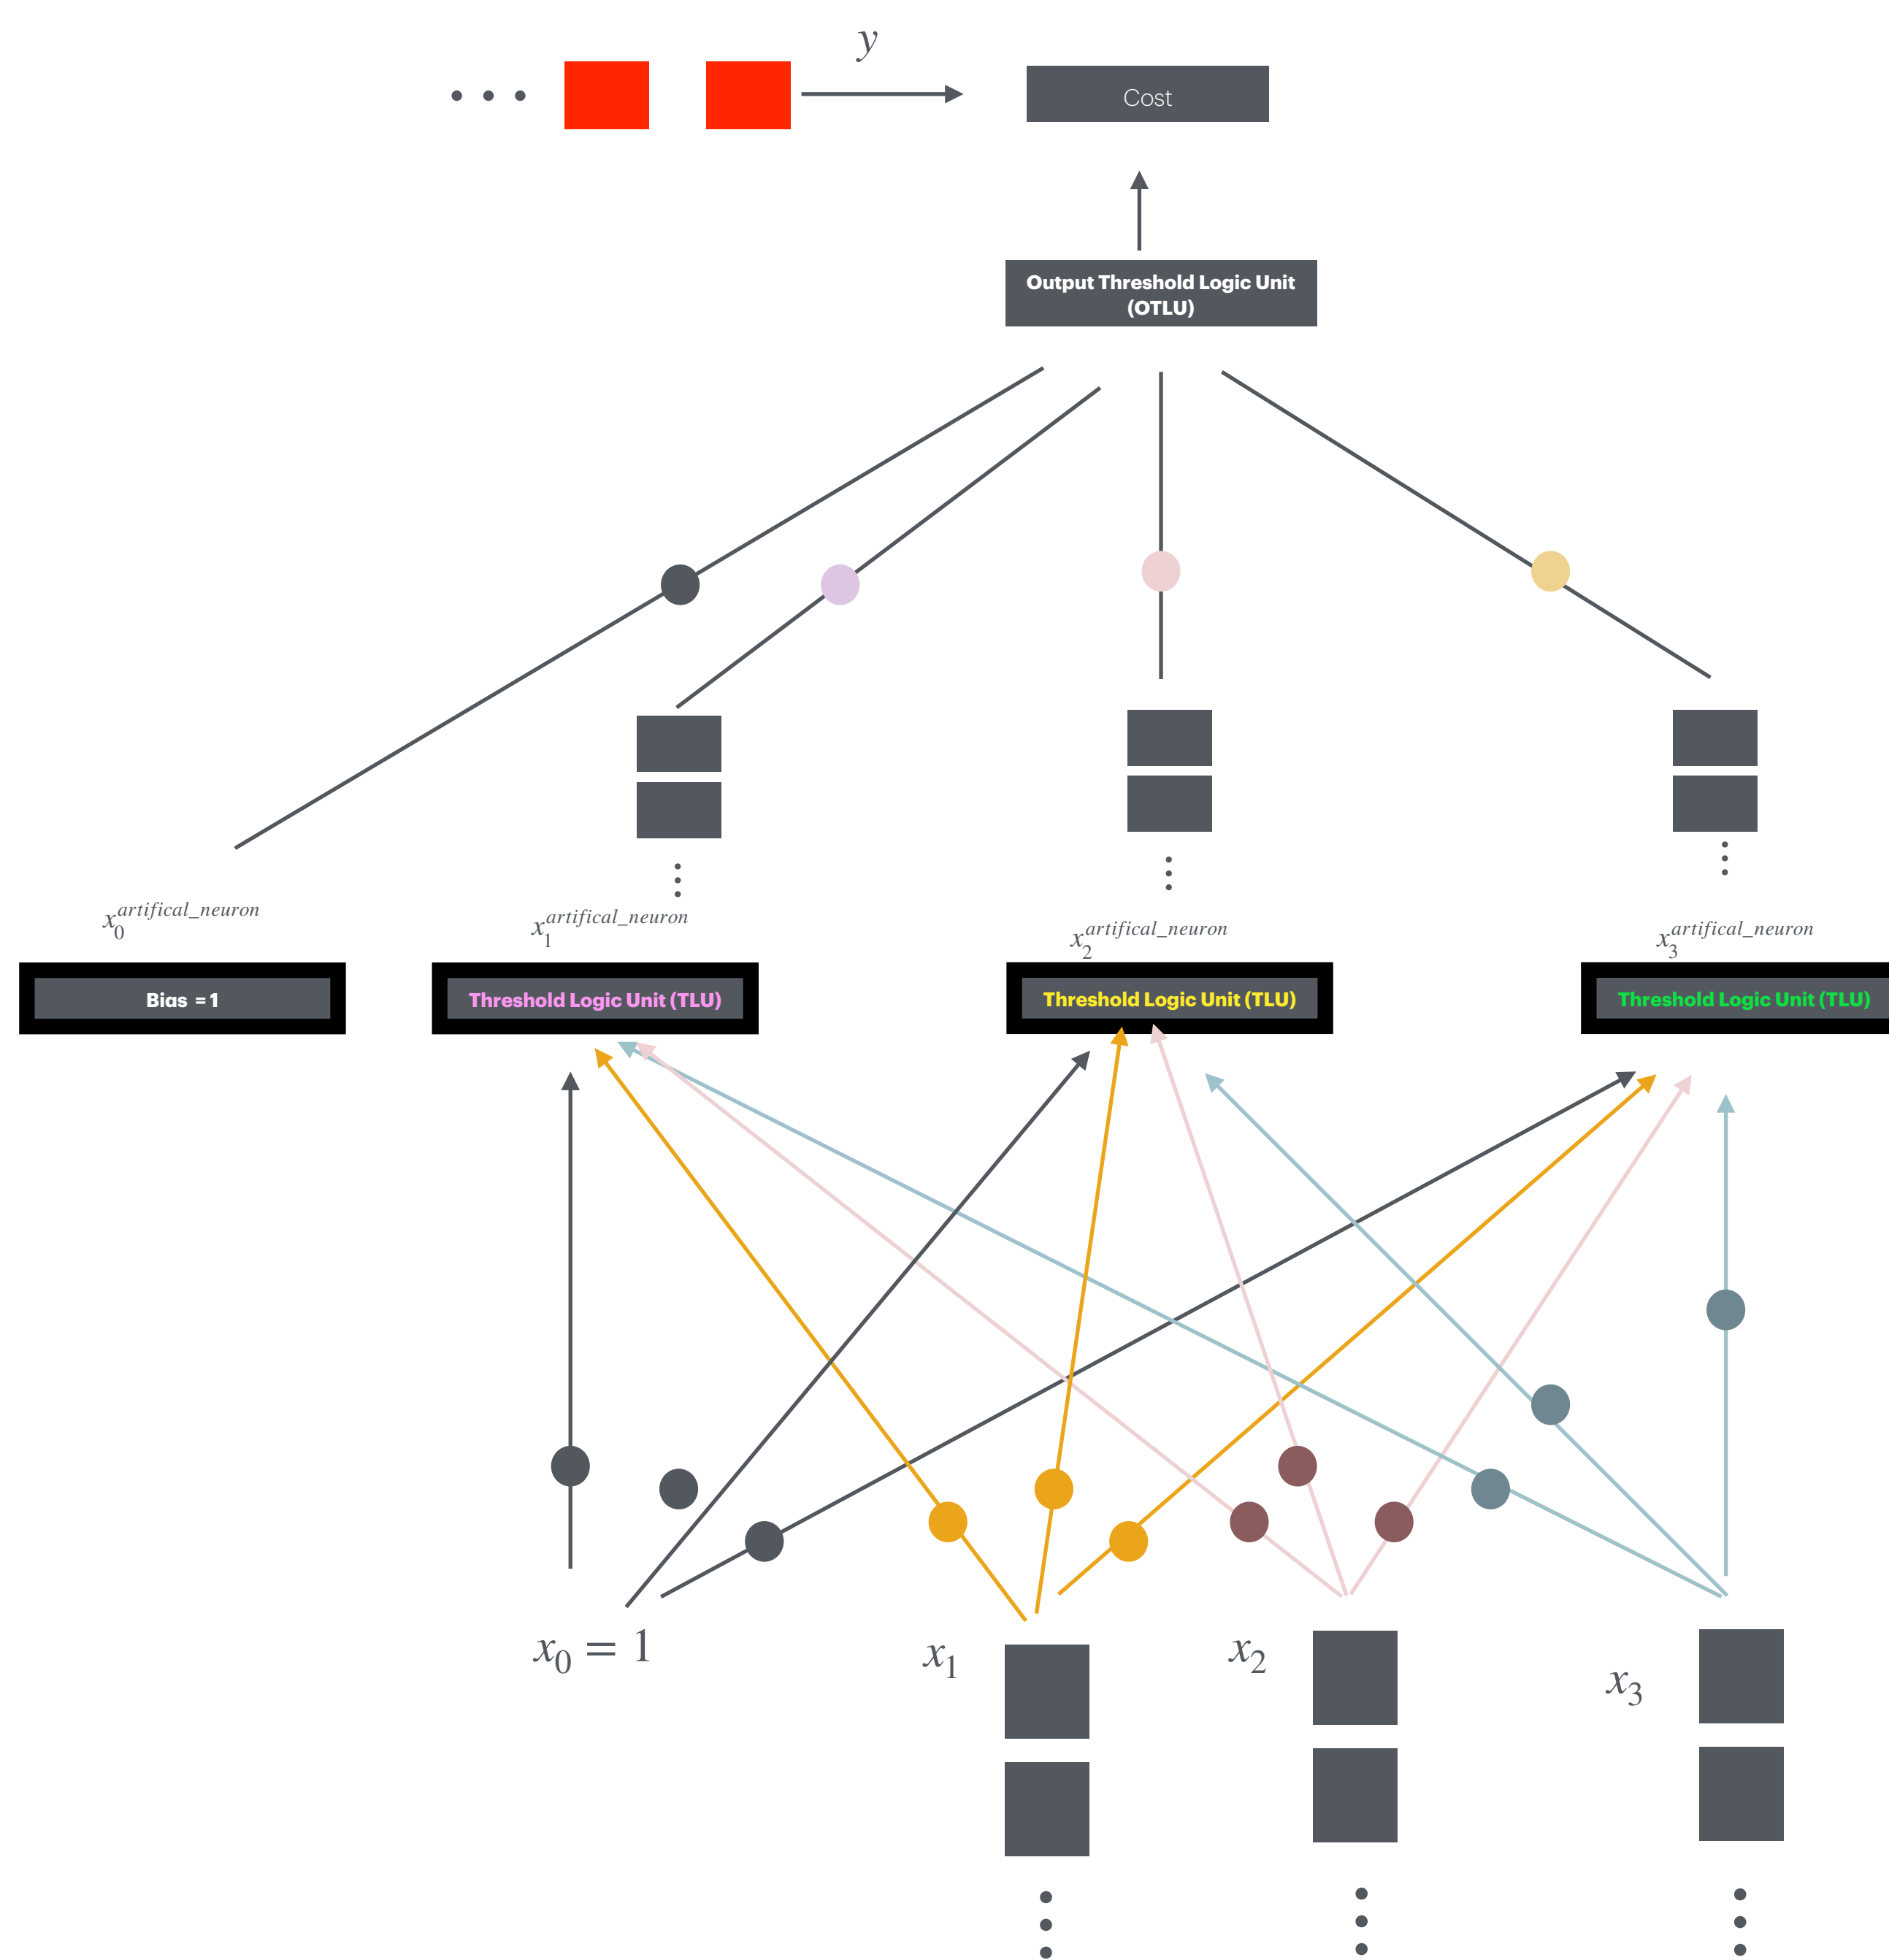 y
Cost
Output Threshold Logic Unit
(OTLU)
x_0^{artifical_neuron}
x_1^{artifical_neuron}
x_2^{artifical_neuron}
x_3^{artifical_neuron}
Bias = 1
Threshold Logic Unit (TLU)
Threshold Logic Unit (TLU)
Threshold Logic Unit (TLU)
x_0 = 1
x_1
x_2
x_3